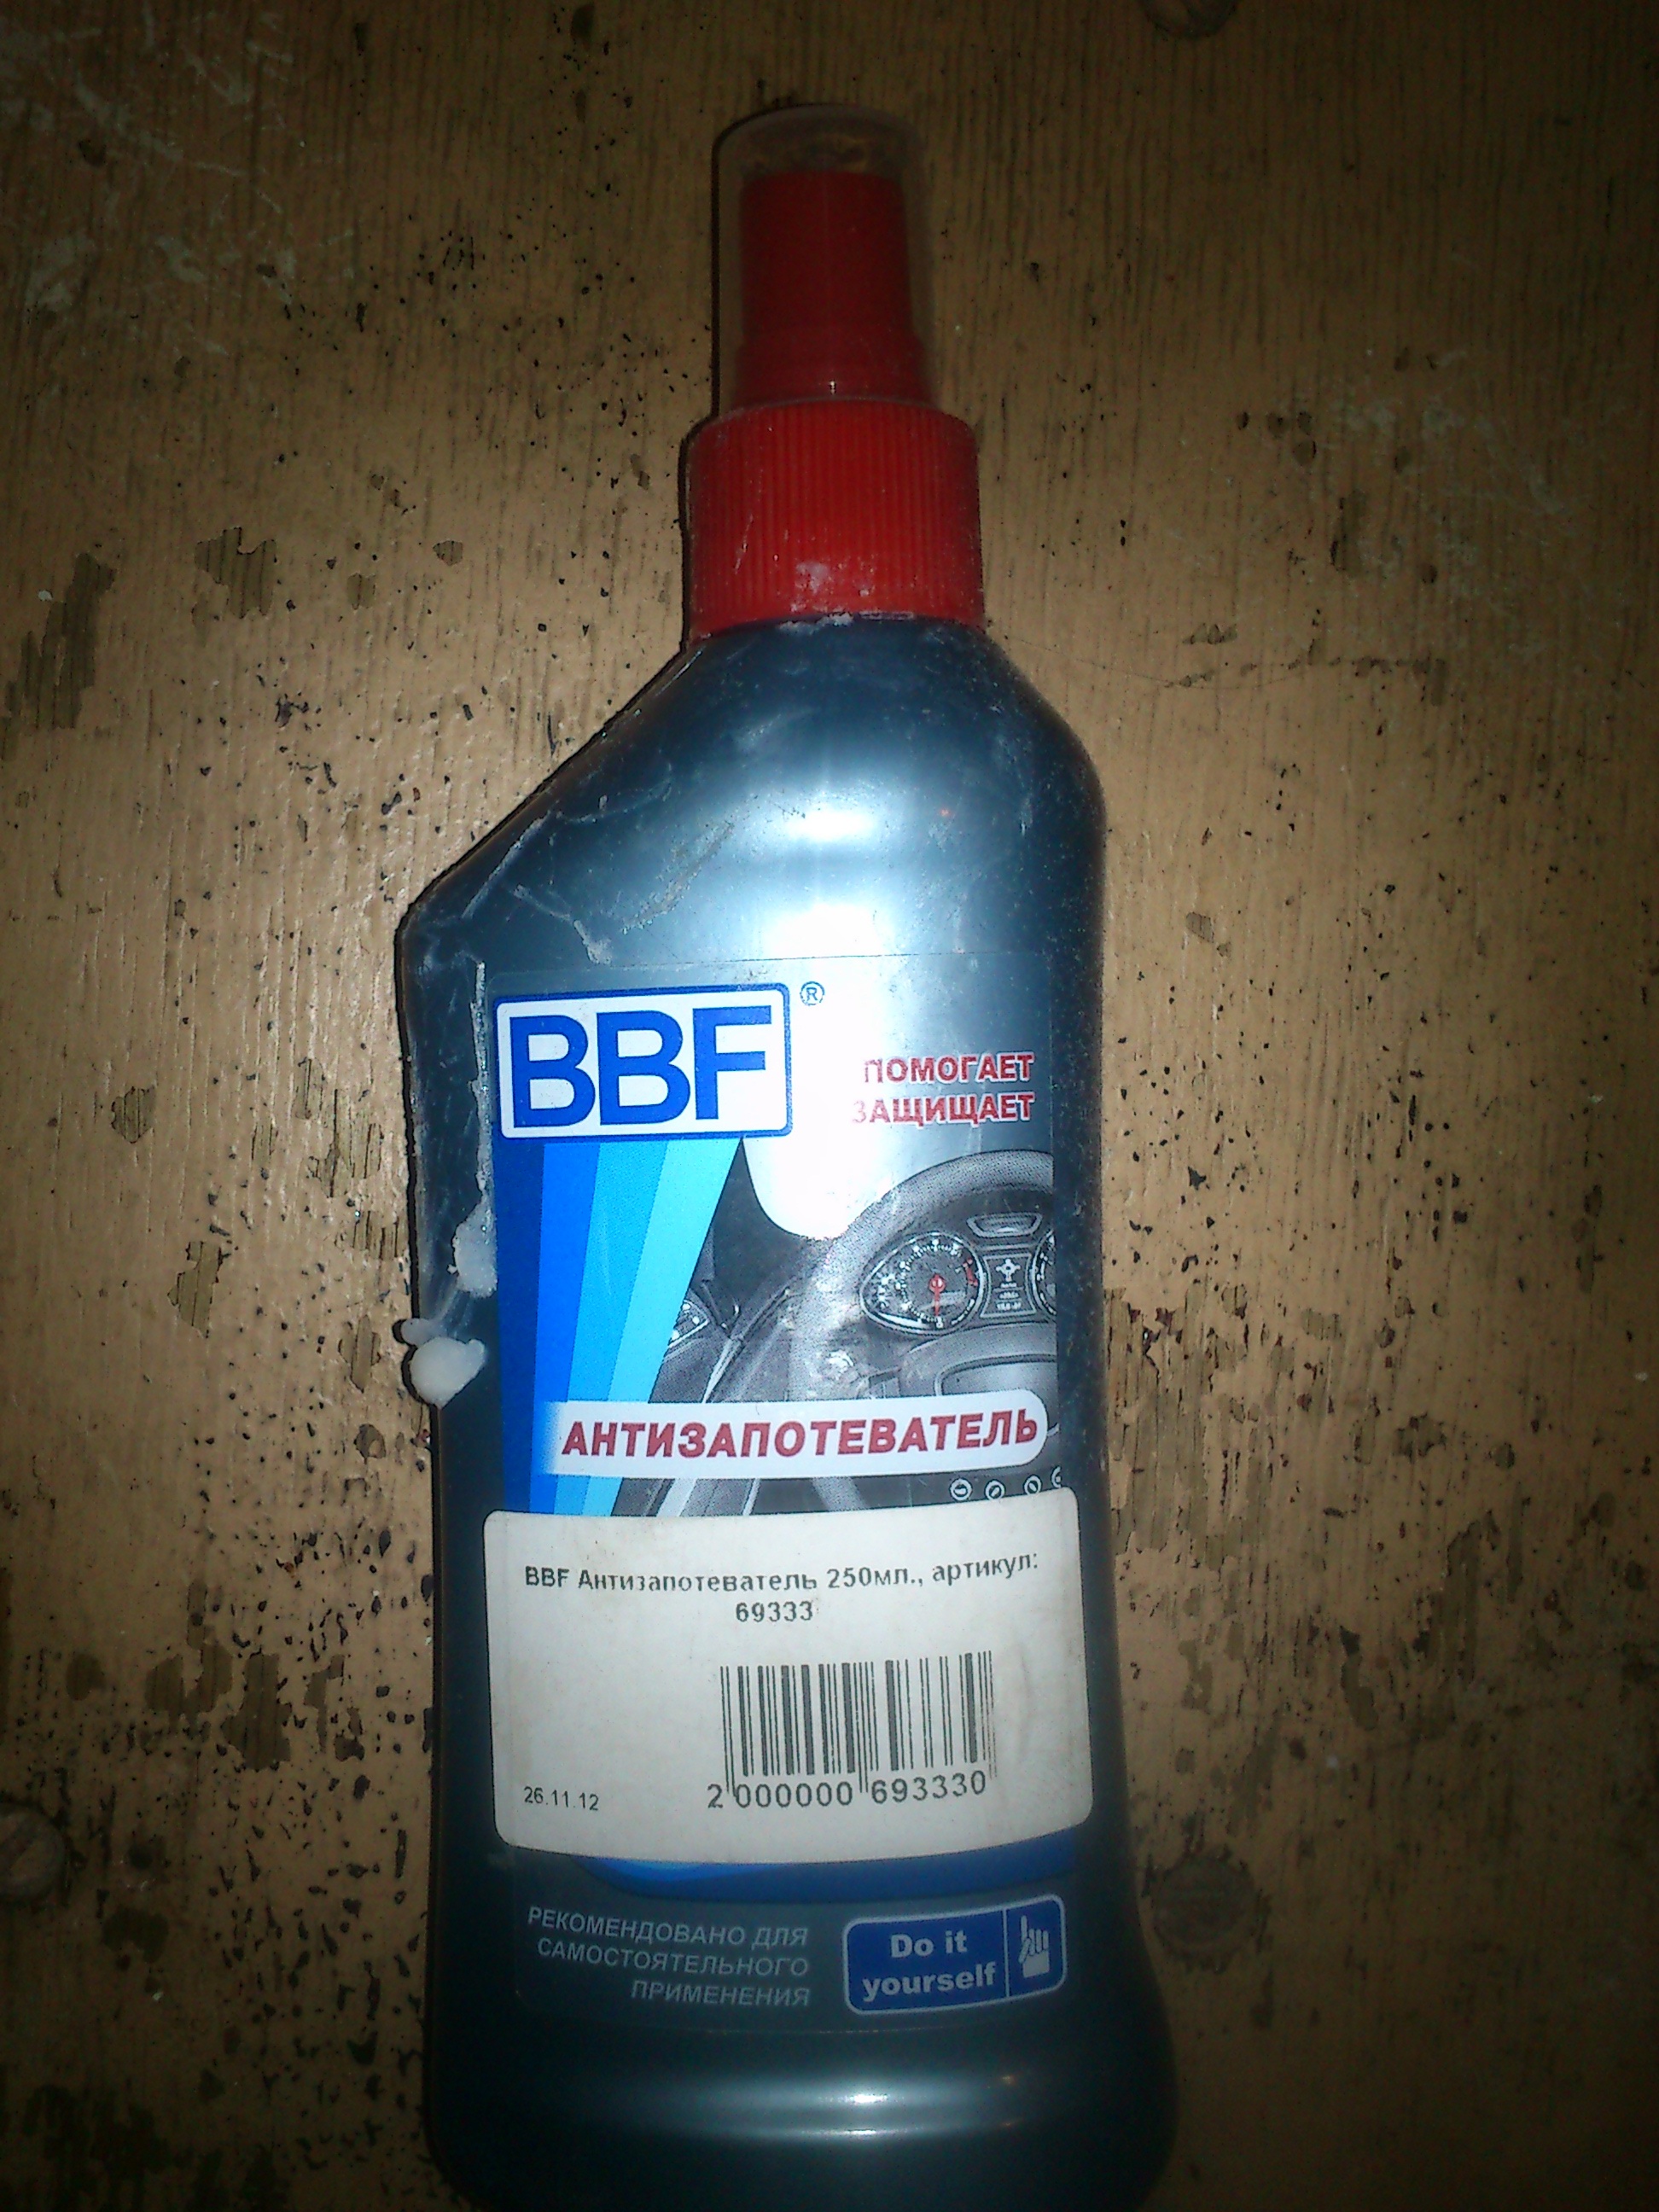 BBF®
ПОМОГАЕТ
ЗАЩИЩАЕТ
АНТИЗАПОТЕВАТЕЛЬ
BBF Антизапотеватель 250мл., артикул:
69333
26.11.12
2 000000 693330
РЕКОМЕНДОВАНО ДЛЯ
САМОСТОЯТЕЛЬНОГО
ПРИМЕНЕНИЯ
Do it
yourself